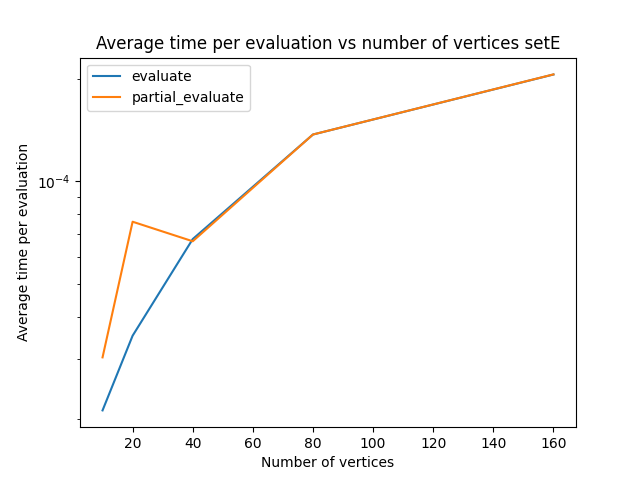 Average time per evaluation vs number of vertices setE
evaluate
partial_evaluate
Average time per evaluation
10⁻⁴
20 40 60 80 100 120 140 160
Number of vertices